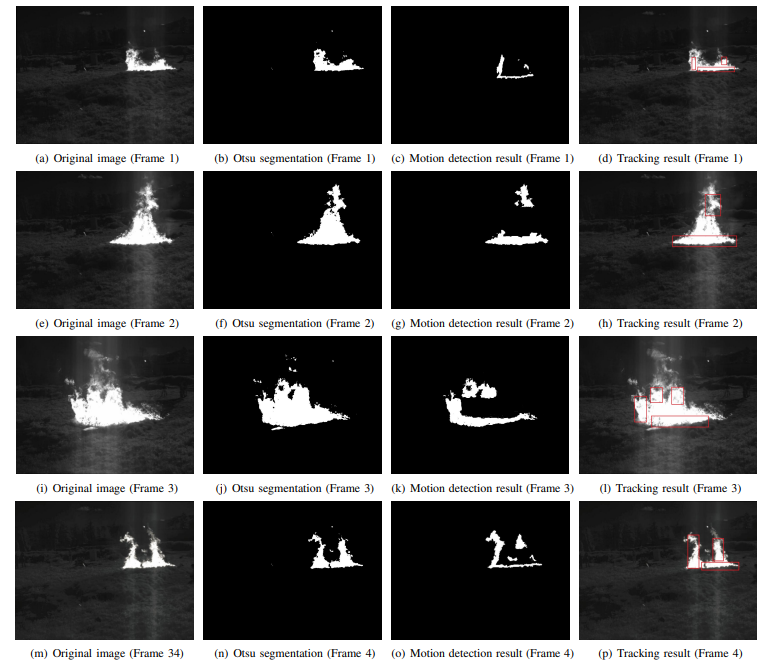 (a) Original image (Frame 1) (b) Otsu segmentation (Frame 1) (c) Motion detection result (Frame 1) (d) Tracking result (Frame 1)
(e) Original image (Frame 2) (f) Otsu segmentation (Frame 2) (g) Motion detection result (Frame 2) (h) Tracking result (Frame 2)
(i) Original image (Frame 3) (j) Otsu segmentation (Frame 3) (k) Motion detection result (Frame 3) (l) Tracking result (Frame 3)
(m) Original image (Frame 34) (n) Otsu segmentation (Frame 4) (o) Motion detection result (Frame 4) (p) Tracking result (Frame 4)